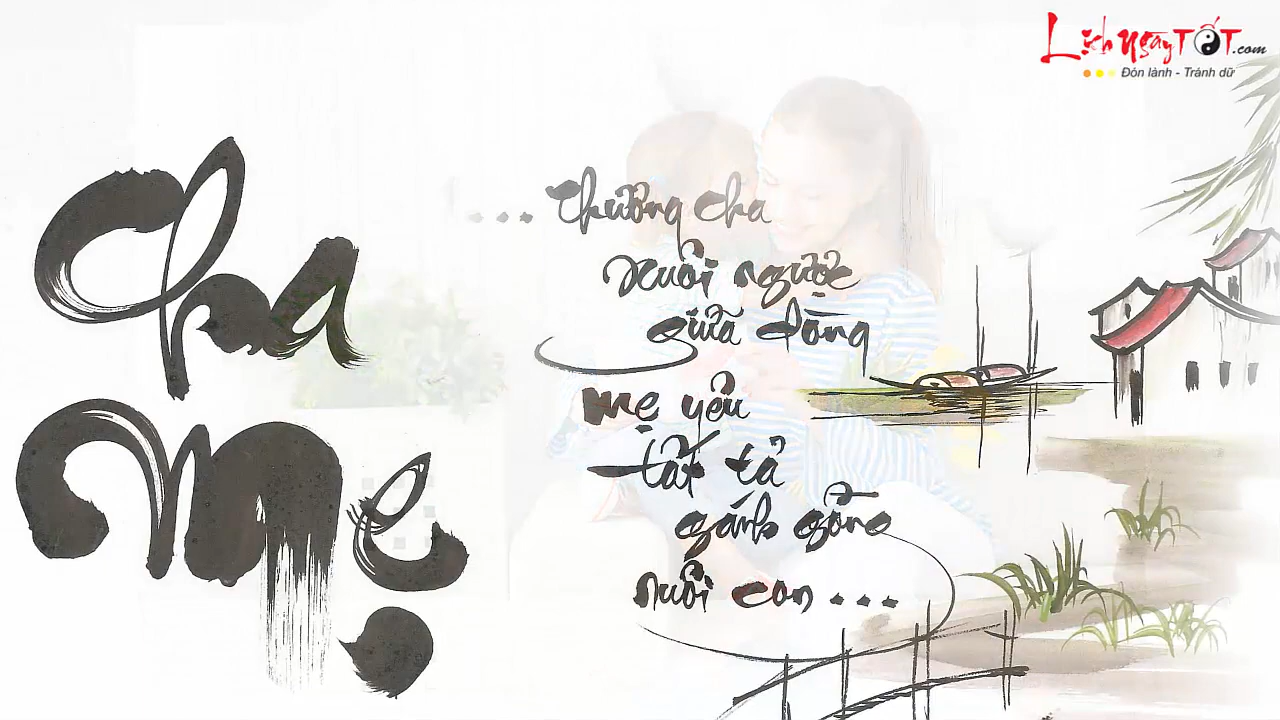 LịchNgàyTỐT.com
Đón lành - Tránh dữ
Cha
Mẹ
... Thương cha
xuôi ngược
giữa dòng
mẹ yêu
tất tả
gánh gồng
nuôi con ...